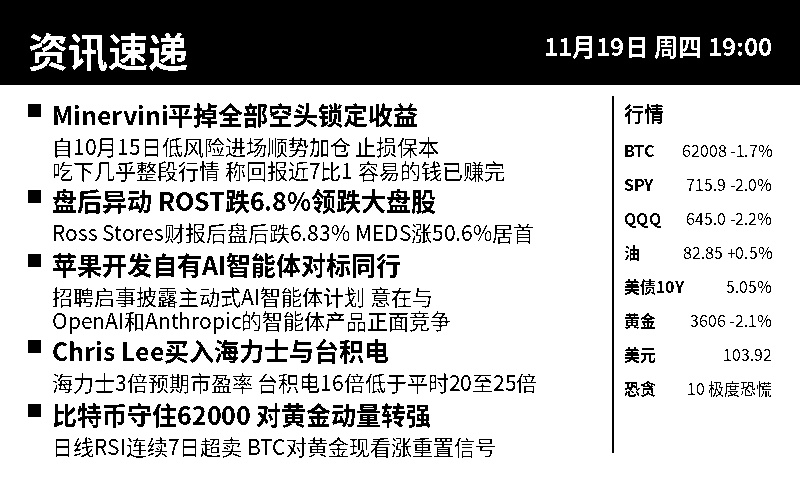 资讯速递
11月19日 周四 19:00
Minervini平掉全部空头锁定收益
自10月15日低风险进场顺势加仓 止损保本
吃下几乎整段行情 称回报近7比1 容易的钱已赚完
盘后异动 ROST跌6.8%领跌大盘股
Ross Stores财报后盘后跌6.83% MEDS涨50.6%居首
苹果开发自有AI智能体对标同行
招聘启事披露主动式AI智能体计划 意在与
OpenAI和Anthropic的智能体产品正面竞争
Chris Lee买入海力士与台积电
海力士3倍预期市盈率 台积电16倍低于平时20至25倍
比特币守住62000 对黄金动量转强
日线RSI连续7日超卖 BTC对黄金现看涨重置信号
行情
BTC 62008 -1.7%
SPY 715.9 -2.0%
QQQ 645.0 -2.2%
油 82.85 +0.5%
美债10Y 5.05%
黄金 3606 -2.1%
美元 103.92
恐贪 10 极度恐慌